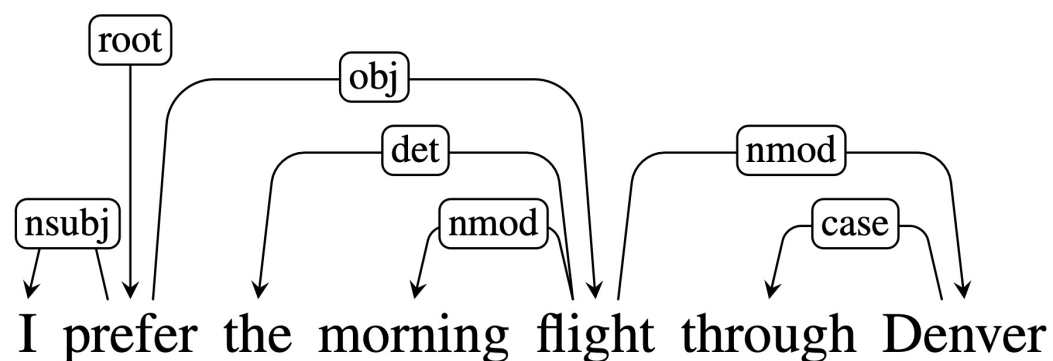 root
obj
det nmod
nsubj nmod case
I prefer the morning flight through Denver